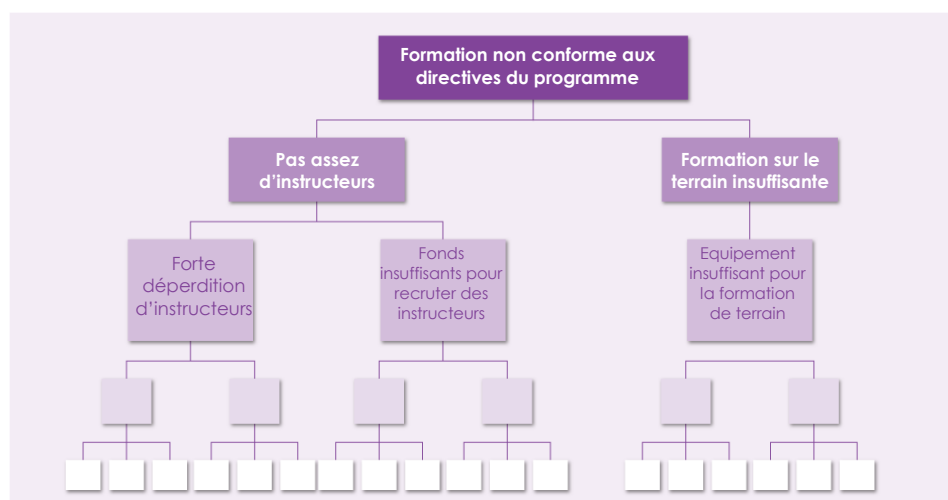 Formation non conforme aux
directives du programme
Pas assez
d'instructeurs
Formation sur le
terrain insuffisante
Forte
déperdition
d'instructeurs
Fonds
insuffisants pour
recruter des
instructeurs
Equipement
insuffisant pour
la formation
de terrain